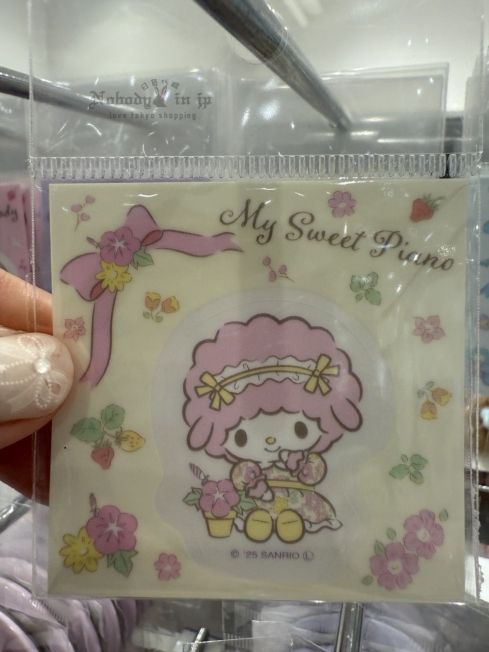 Nobody in jp
love tokyo shopping
My Sweet Piano
© '25 SANRIO Ⓛ